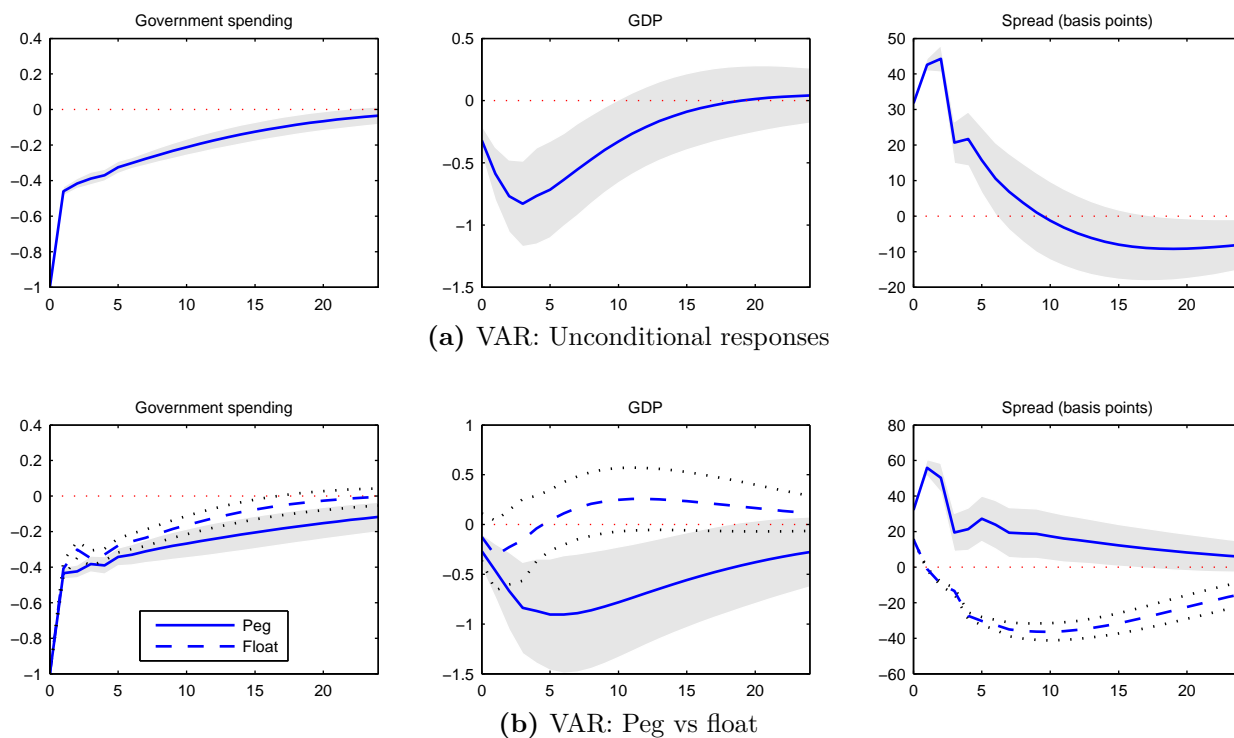 Government spending GDP Spread (basis points)
0.4 0.5 60
0.2 50
0 0 40
−0.2 30
−0.4 −0.5 20
−0.6 10
−1 0
−0.8 −10
−1 −1.5 −20
0 5 10 15 20 0 5 10 15 20 0 5 10 15 20
(a) VAR: Unconditional responses
Government spending GDP Spread (basis points)
0.4 1 80
0.2 60
0.5
0 40
−0.2 0 20
−0.4 0
−0.5
−0.6 −20
Peg
−0.8 −1 −40
Float
−1 −1.5 −60
0 5 10 15 20 0 5 10 15 20 0 5 10 15 20
(b) VAR: Peg vs float